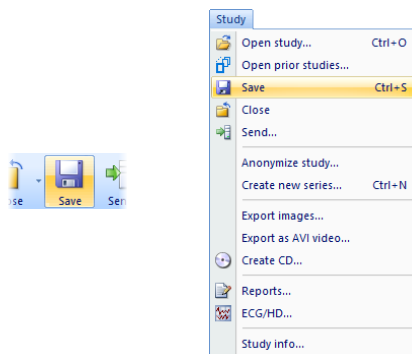 Study
Open study... Ctrl+O
Open prior studies...
Save Ctrl+S
Close
Send...
Anonymize study...
Create new series... Ctrl+N
Export images...
Export as AVI video...
Create CD...
Reports...
ECG/HD...
Study info...
ose Save Sen